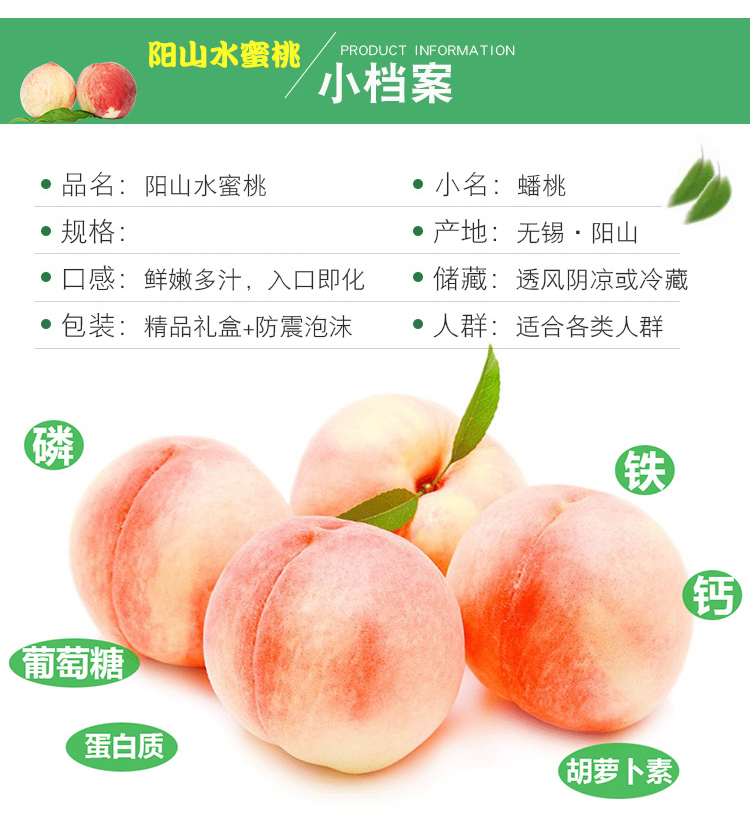 阳山水蜜桃
PRODUCT INFORMATION
小档案
品名：阳山水蜜桃
小名：蟠桃
规格：
产地：无锡·阳山
口感：鲜嫩多汁，入口即化
储藏：透风阴凉或冷藏
包装：精品礼盒+防震泡沫
人群：适合各类人群
磷
铁
钙
葡萄糖
蛋白质
胡萝卜素